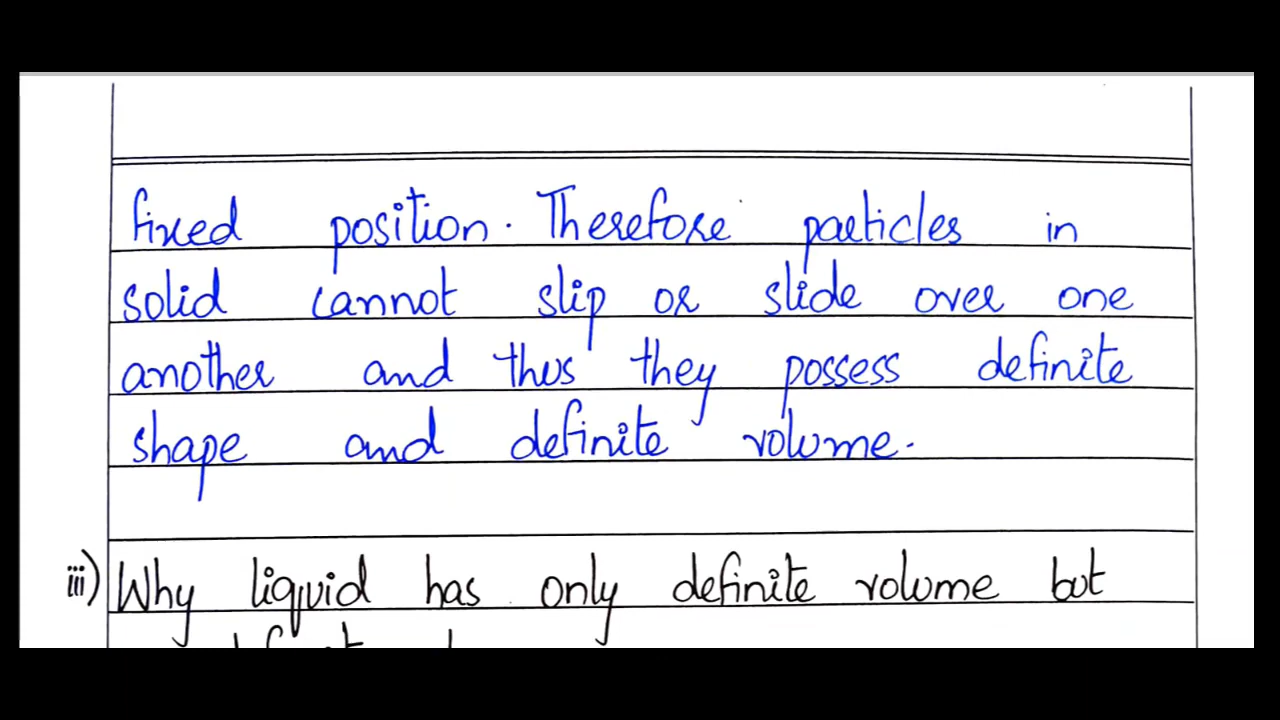 fixed position. Therefore particles in
solid cannot slip or slide over one
another and thus they possess definite
shape and definite volume.
iii) Why liquid has only definite volume but